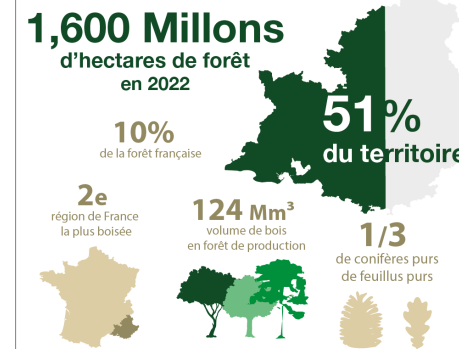 1,600 Millons
d'hectares de forêt
en 2022
51%
du territoire
10%
de la forêt française
2e
région de France
la plus boisée
124 Mm³
volume de bois
en forêt de production
1/3
de conifères purs
de feuillus purs